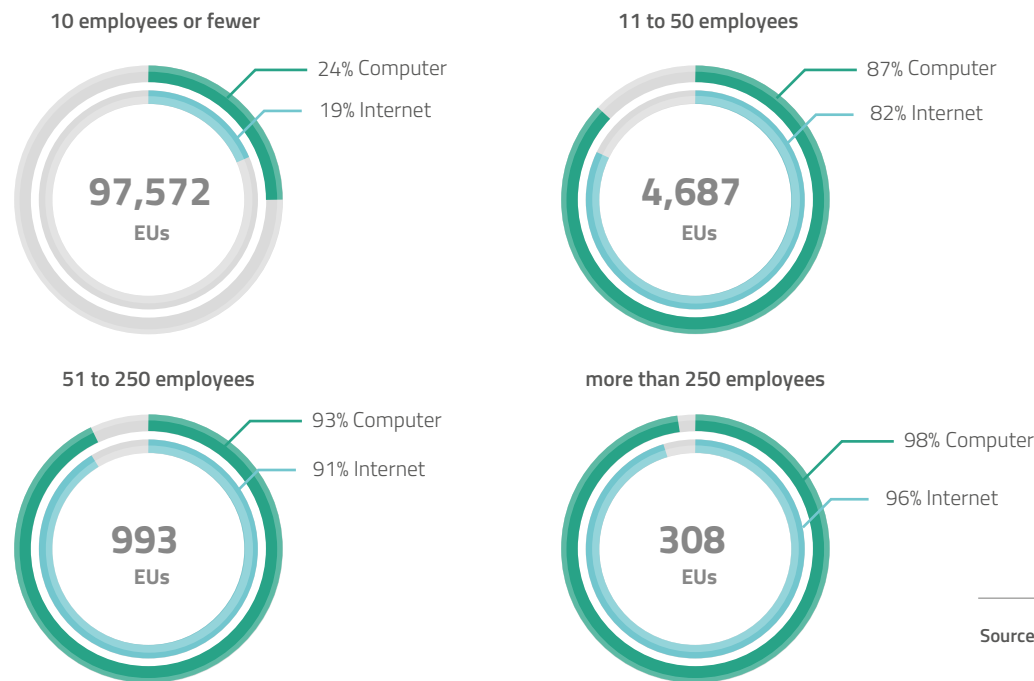 10 employees or fewer
24% Computer
19% Internet
97,572
EUs
11 to 50 employees
87% Computer
82% Internet
4,687
EUs
51 to 250 employees
93% Computer
91% Internet
993
EUs
more than 250 employees
98% Computer
96% Internet
308
EUs
Source